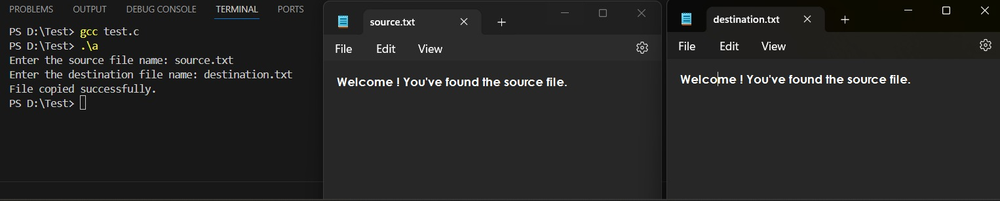 PROBLEMS OUTPUT DEBUG CONSOLE TERMINAL PORTS
PS D:\Test> gcc test.c
PS D:\Test> .\a
Enter the source file name: source.txt
Enter the destination file name: destination.txt
File copied successfully.
PS D:\Test>
source.txt
File Edit View
Welcome ! You've found the source file.
destination.txt
File Edit View
Welcome ! You've found the source file.